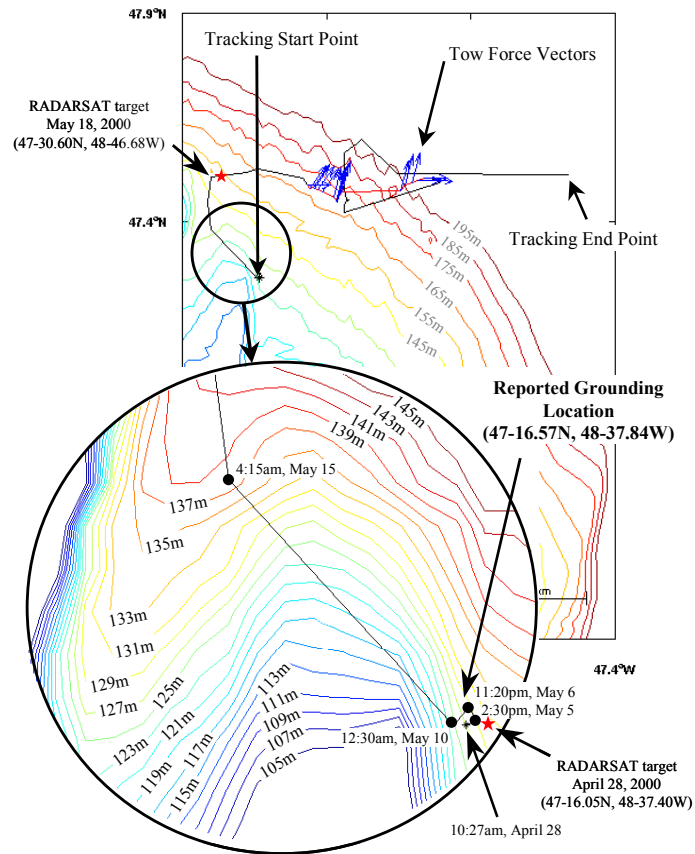 47.9°N
Tracking Start Point
Tow Force Vectors
RADARSAT target
May 18, 2000
(47-30.60N, 48-46.68W)
47.4°N
195m
185m
175m
165m
155m
145m
Tracking End Point
Reported Grounding
Location
(47-16.57N, 48-37.84W)
145m
143m
141m
139m
4:15am, May 15
137m
135m
133m
131m
129m
127m
125m
123m
121m
119m
117m
115m
113m
111m
109m
107m
105m
47.4°W
11:20pm, May 6
2:30pm, May 5
12:30am, May 10
RADARSAT target
April 28, 2000
(47-16.05N, 48-37.40W)
10:27am, April 28